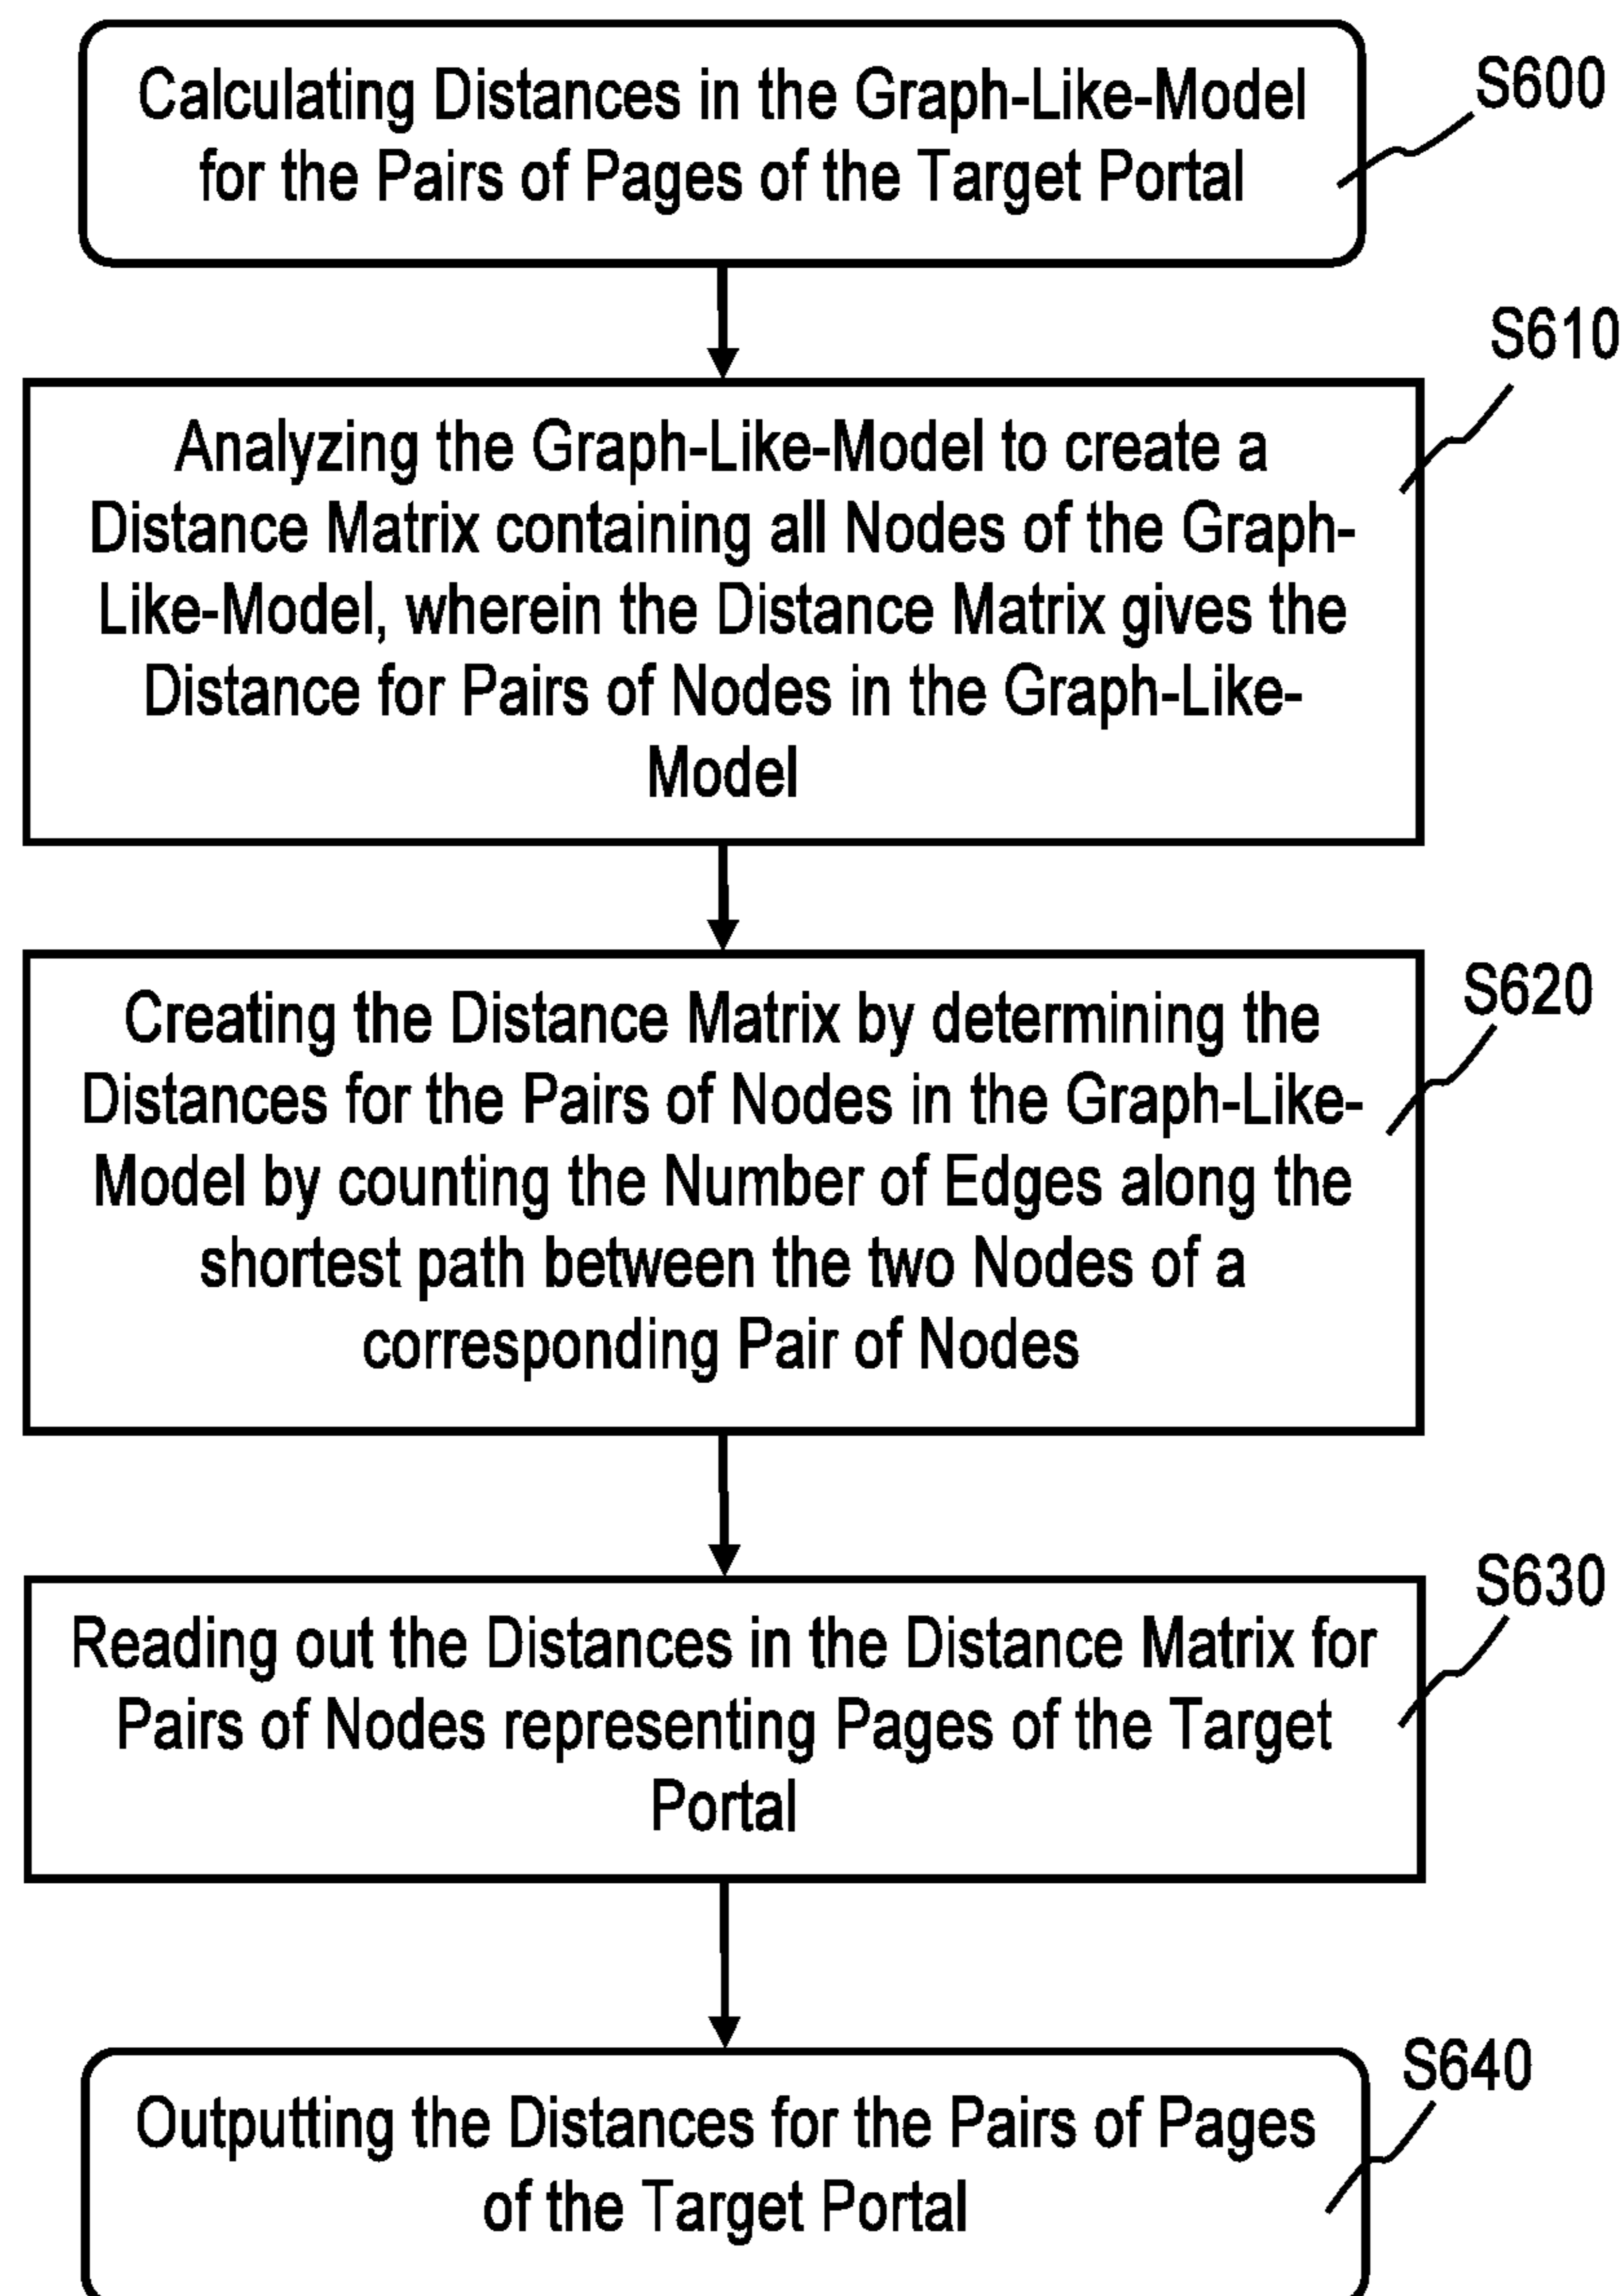 Calculating Distances in the Graph-Like-Model
for the Pairs of Pages of the Target Portal
S600
S610
Analyzing the Graph-Like-Model to create a
Distance Matrix containing all Nodes of the Graph-
Like-Model, wherein the Distance Matrix gives the
Distance for Pairs of Nodes in the Graph-Like-
Model
S620
Creating the Distance Matrix by determining the
Distances for the Pairs of Nodes in the Graph-Like-
Model by counting the Number of Edges along the
shortest path between the two Nodes of a
corresponding Pair of Nodes
S630
Reading out the Distances in the Distance Matrix for
Pairs of Nodes representing Pages of the Target
Portal
S640
Outputting the Distances for the Pairs of Pages
of the Target Portal